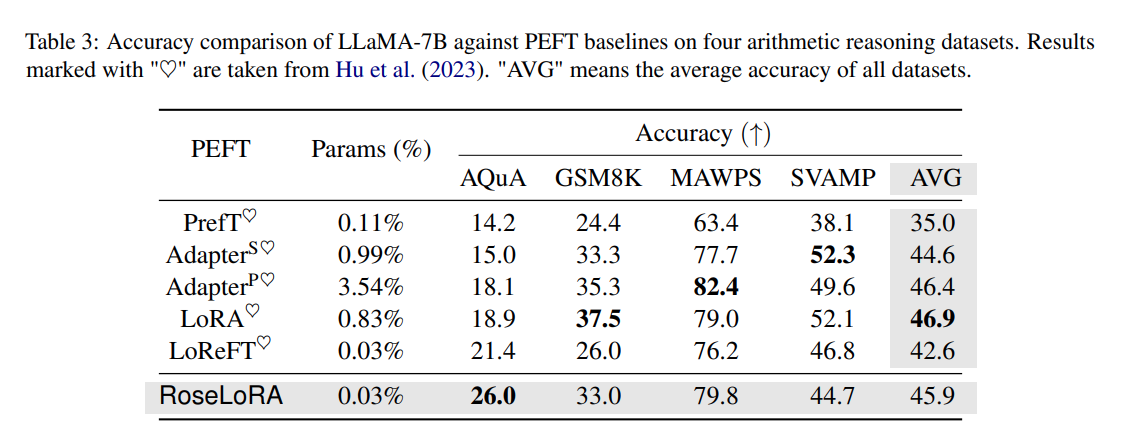 Table 3: Accuracy comparison of LLaMA-7B against PEFT baselines on four arithmetic reasoning datasets. Results
marked with "♡" are taken from Hu et al. (2023). "AVG" means the average accuracy of all datasets.
PEFT Params (%) Accuracy (↑)
AQuA GSM8K MAWPS SVAMP AVG
PrefT♡ 0.11% 14.2 24.4 63.4 38.1 35.0
AdapterS♡ 0.99% 15.0 33.3 77.7 52.3 44.6
AdapterP♡ 3.54% 18.1 35.3 82.4 49.6 46.4
LoRA♡ 0.83% 18.9 37.5 79.0 52.1 46.9
LoReFT♡ 0.03% 21.4 26.0 76.2 46.8 42.6
RoseLoRA 0.03% 26.0 33.0 79.8 44.7 45.9